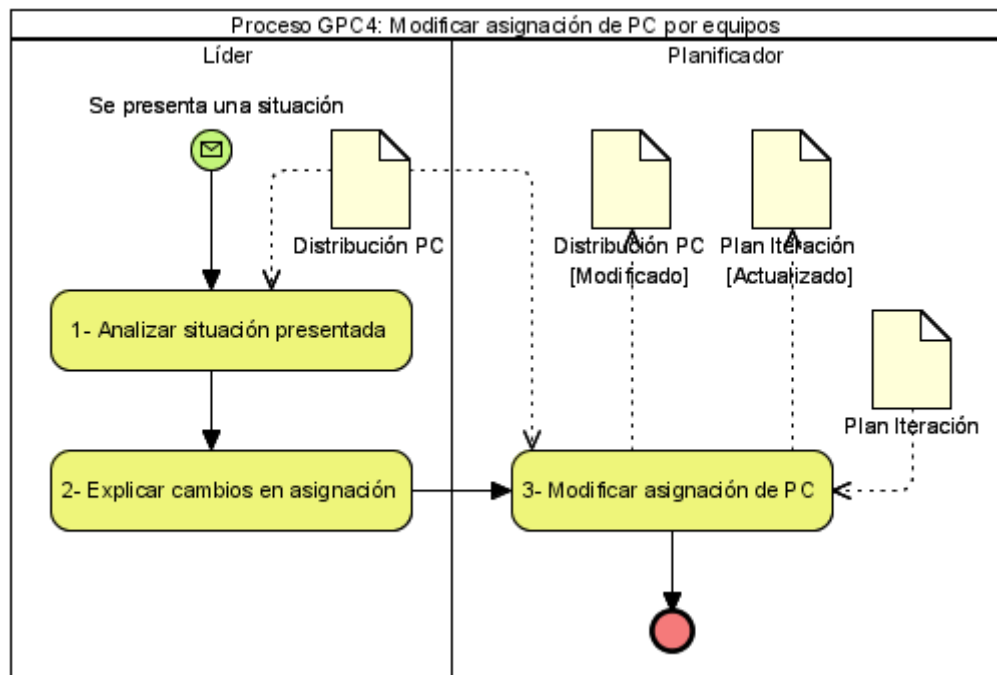 Proceso GPC4: Modificar asignación de PC por equipos
Líder
Planificador
Se presenta una situación
Distribución PC
Distribución PC
[Modificado]
Plan Iteración
[Actualizado]
1- Analizar situación presentada
Plan Iteración
2- Explicar cambios en asignación
3- Modificar asignación de PC